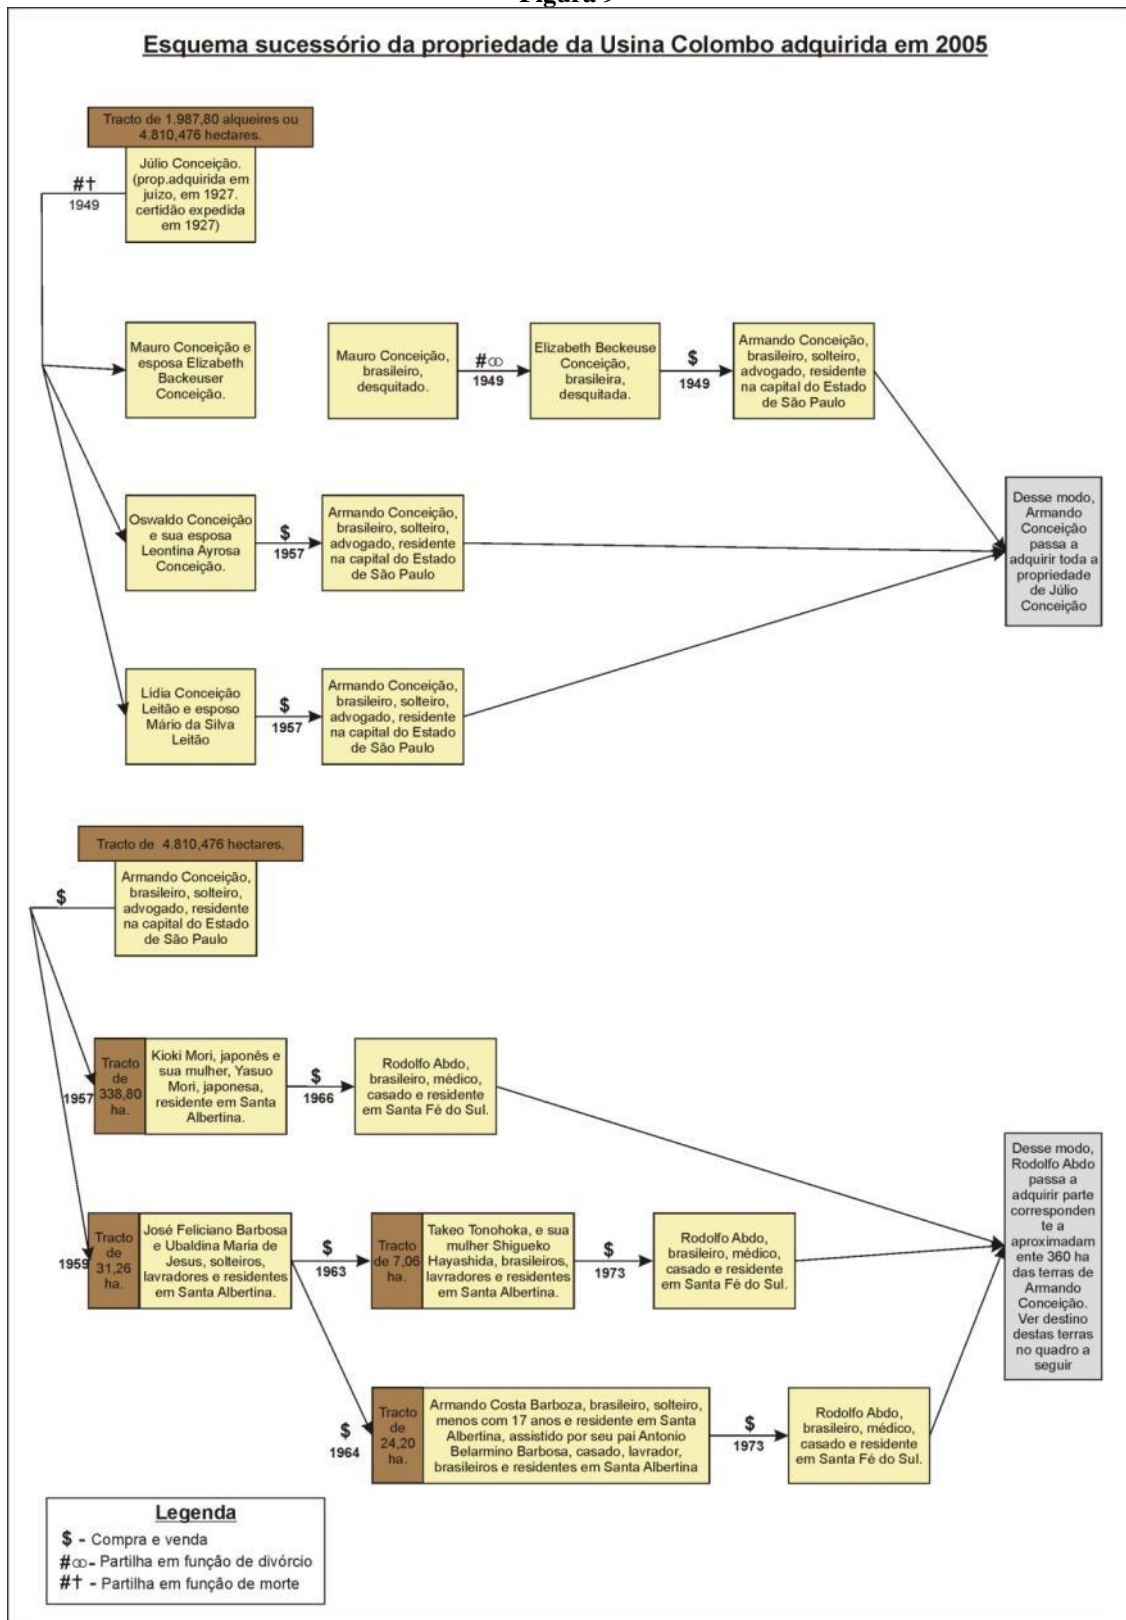 Figura 9
Esquema sucessório da propriedade da Usina Colombo adquirida em 2005
Tracto de 1.987,80 alqueires ou
4.810,476 hectares.
Júlio Conceição.
(prop.adquirida em
juízo, em 1927.
certidão expedida
em 1927)
#†
1949
Mauro Conceição e
esposa Elizabeth
Backeuser
Conceição.
Mauro Conceição,
brasileiro,
desquitado.
#∞
1949
Elizabeth Beckeuse
Conceição,
brasileira,
desquitada.
$
1949
Armando Conceição,
brasileiro, solteiro,
advogado, residente
na capital do Estado
de São Paulo
Oswaldo Conceição
e sua esposa
Leontina Ayrosa
Conceição.
$
1957
Armando Conceição,
brasileiro, solteiro,
advogado, residente
na capital do Estado
de São Paulo
Desse modo,
Armando
Conceição
passa a
adquirir toda a
propriedade
de Júlio
Conceição
Lidia Conceição
Leitão e esposo
Mário da Silva
Leitão
$
1957
Armando Conceição,
brasileiro, solteiro,
advogado, residente
na capital do Estado
de São Paulo
Tracto de 4.810,476 hectares.
Armando Conceição,
brasileiro, solteiro,
advogado, residente
na capital do Estado
de São Paulo
$
1957
Tracto
de
338,80
ha.
Kioki Mori, japonês e
sua mulher, Yasuo
Mori, japonesa,
residente em Santa
Albertina.
$
1966
Rodolfo Abdo,
brasileiro, médico,
casado e residente
em Santa Fé do Sul.
1959
Tracto
de
31,26
ha.
José Feliciano Barbosa
e Ubaldina Maria de
Jesus, solteiros,
lavradores e residentes
em Santa Albertina.
$
1963
Tracto
de 7,06
ha.
Takeo Tonohoka, e sua
mulher Shigueko
Hayashida, brasileiros,
lavradores e residentes
em Santa Albertina.
$
1973
Rodolfo Abdo,
brasileiro, médico,
casado e residente
em Santa Fé do Sul.
Desse modo,
Rodolfo Abdo
passa a
adquirir parte
corresponden
te a
aproximadam
ente 360 ha
das terras de
Armando
Conceição.
Ver destino
destas terras
no quadro a
seguir
$
1964
Tracto
de
24,20
ha.
Armando Costa Barboza, brasileiro, solteiro,
menos com 17 anos e residente em Santa
Albertina, assistido por seu pai Antonio
Belarmino Barbosa, casado, lavrador,
brasileiros e residentes em Santa Albertina
$
1973
Rodolfo Abdo,
brasileiro, médico,
casado e residente
em Santa Fé do Sul.
Legenda
$ - Compra e venda
#∞- Partilha em função de divórcio
#† - Partilha em função de morte